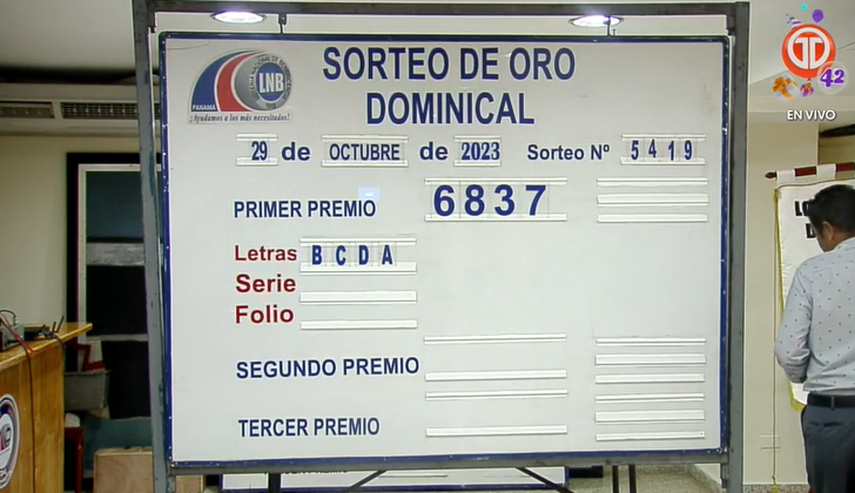 SORTEO DE ORO
DOMINICAL
LNB
PANAMÁ
¡Ayudamos a los más necesitados!
29 de OCTUBRE de 2023 Sorteo Nº 5419
PRIMER PREMIO 6837
Letras BCDA
Serie
Folio
SEGUNDO PREMIO
TERCER PREMIO
42
EN VIVO